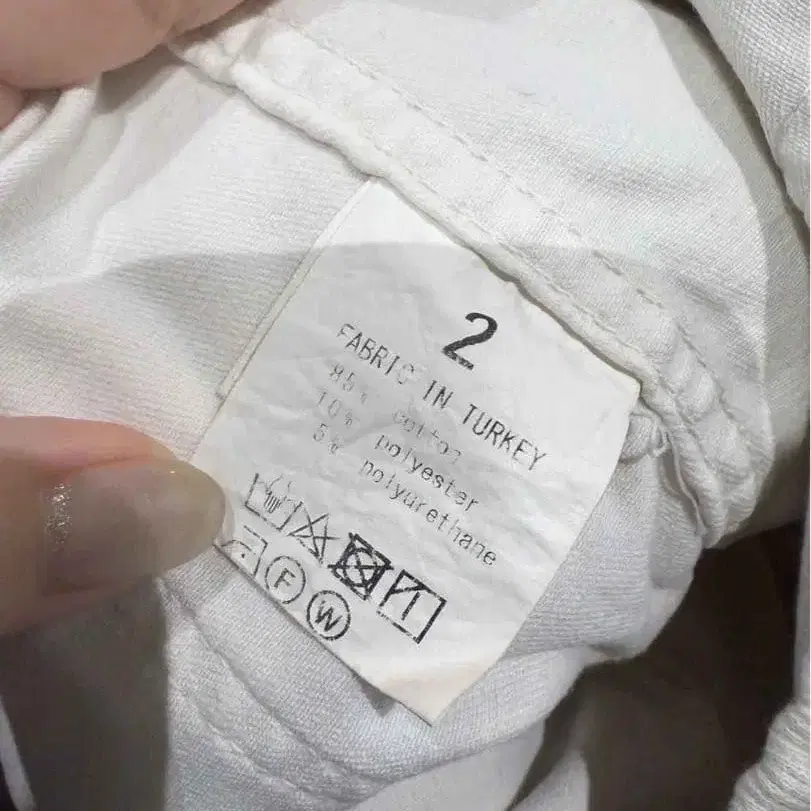 2
FABRIC IN TURKEY
85% cotton
10% polyester
5% polyurethane
F W